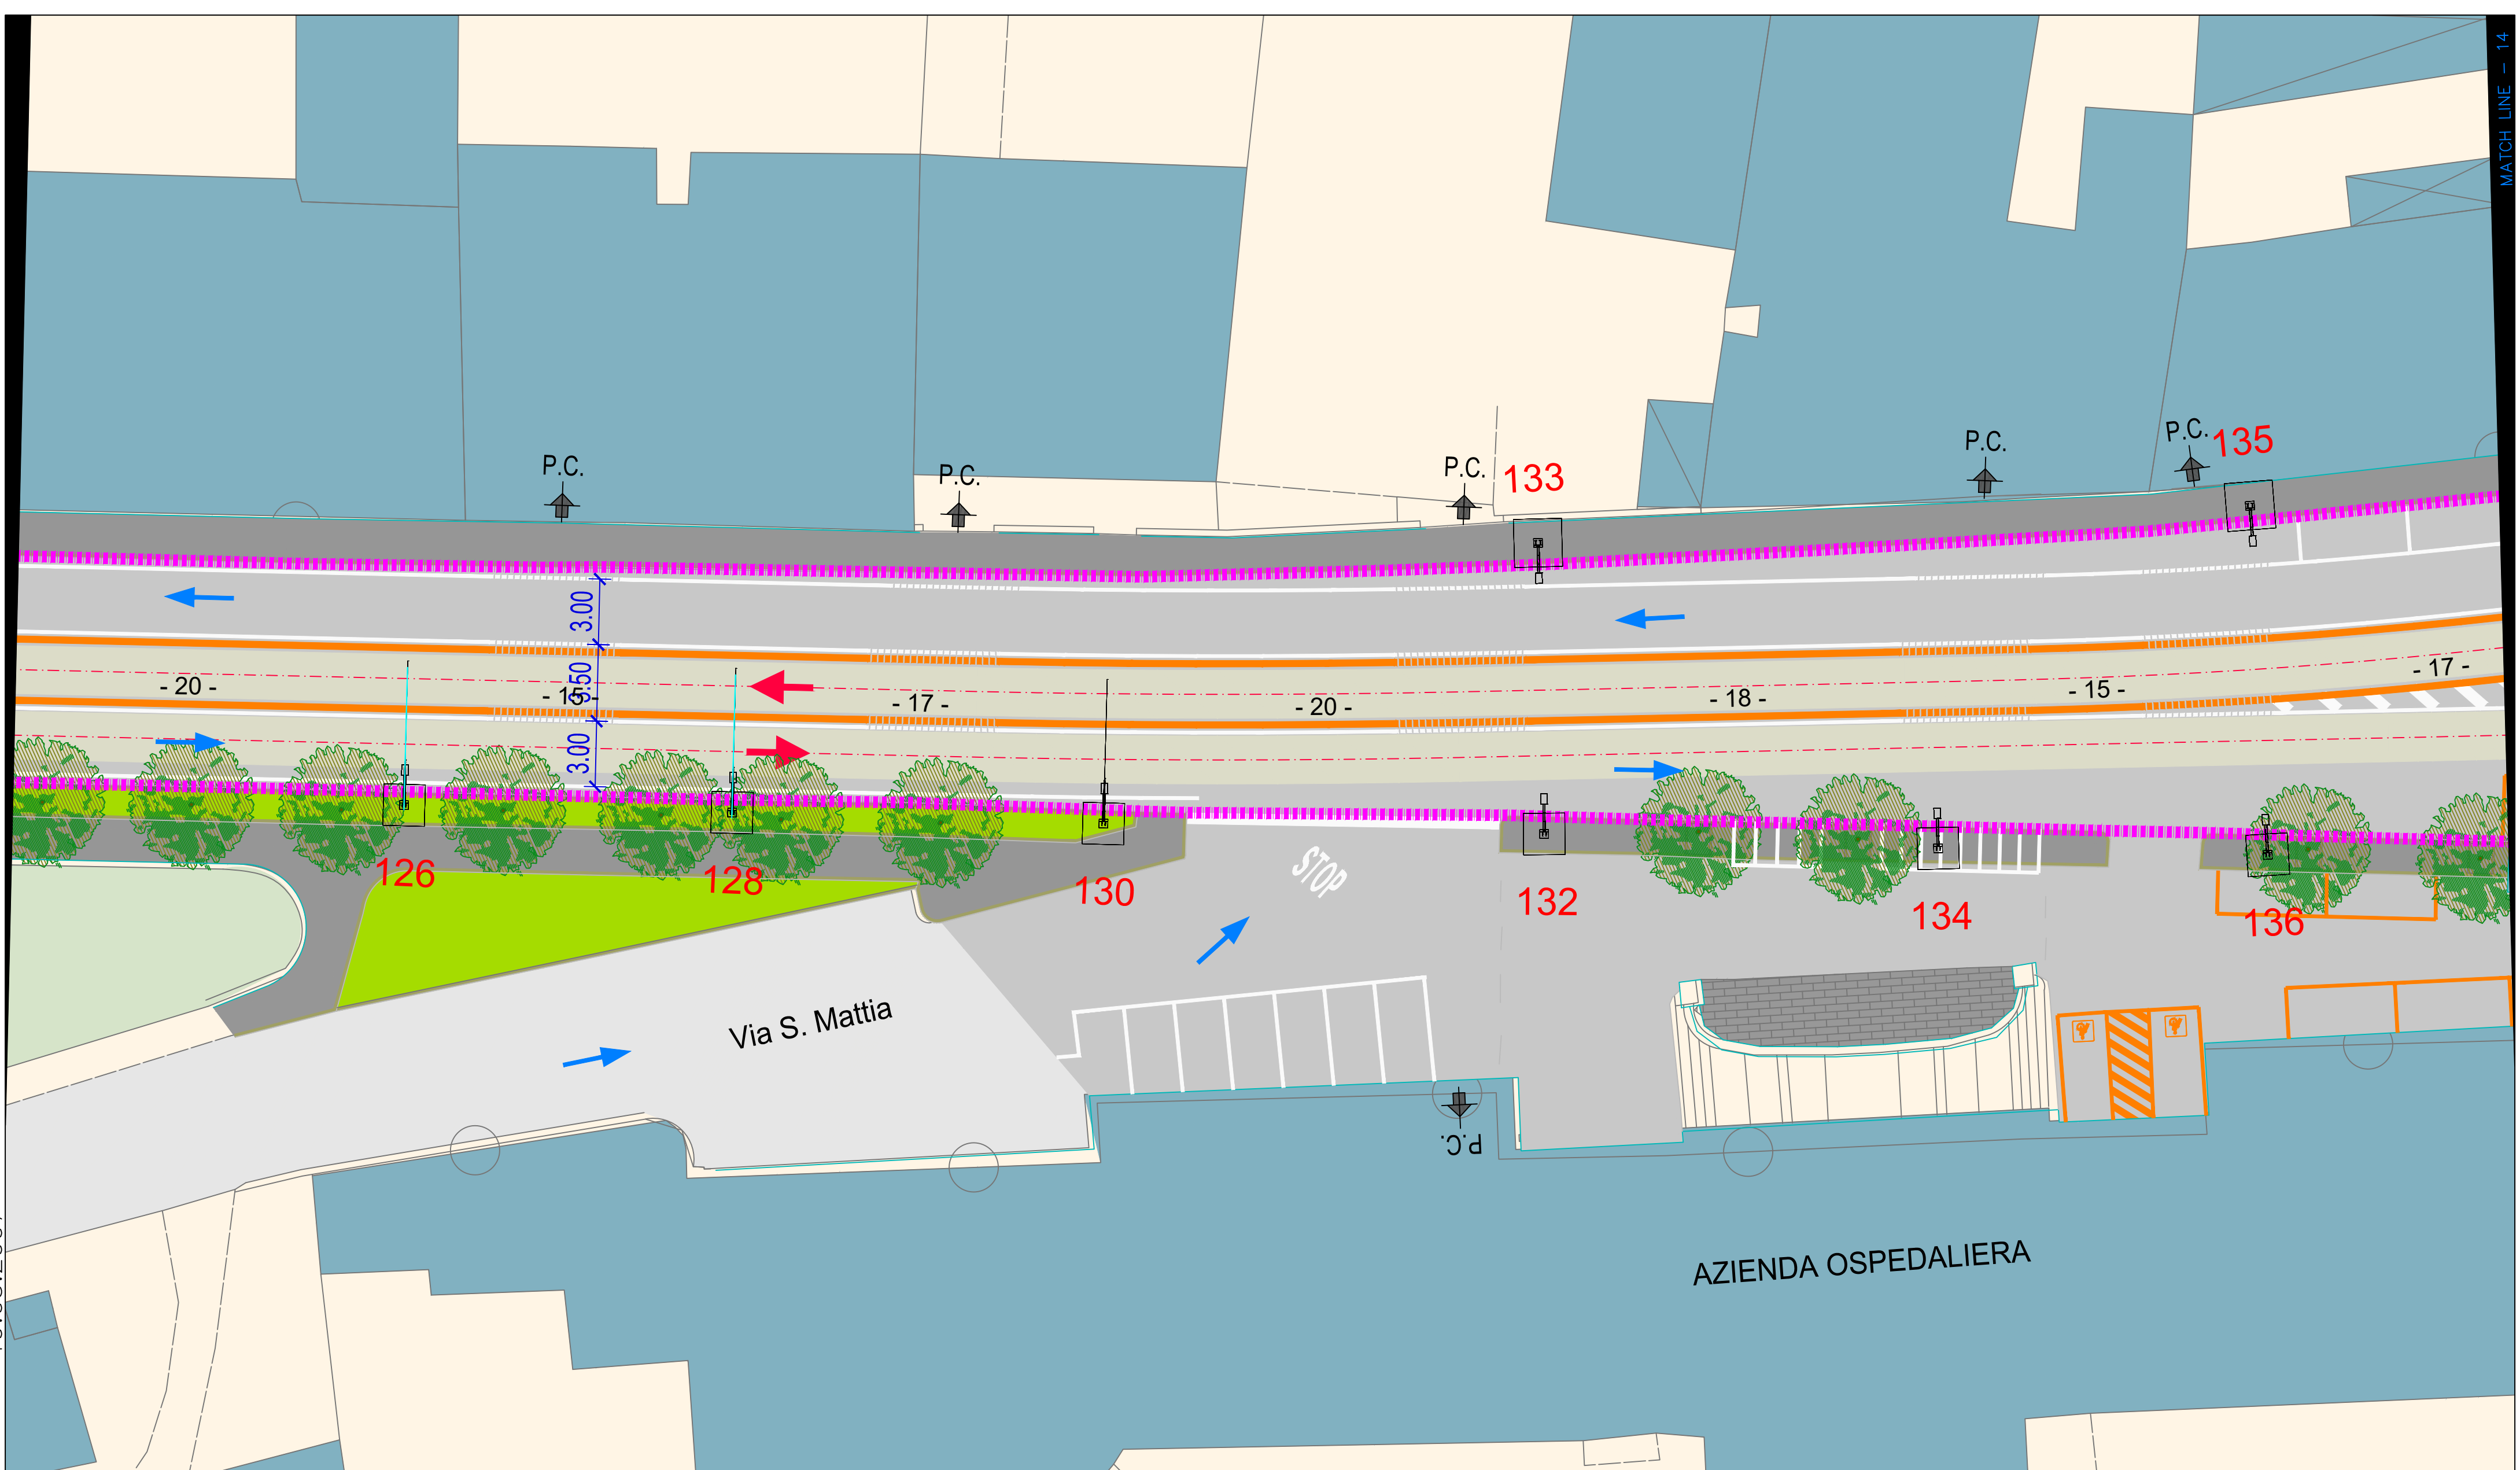 MATCH LINE - 14
P.C.
P.C.
P.C.
133
P.C.
P.C.
135
3.00
3.50
3.00
- 20 -
- 15 -
- 17 -
- 20 -
- 18 -
- 15 -
- 17 -
126
128
130
STOP
132
134
136
Via S. Mattia
P.C.
AZIENDA OSPEDALIERA